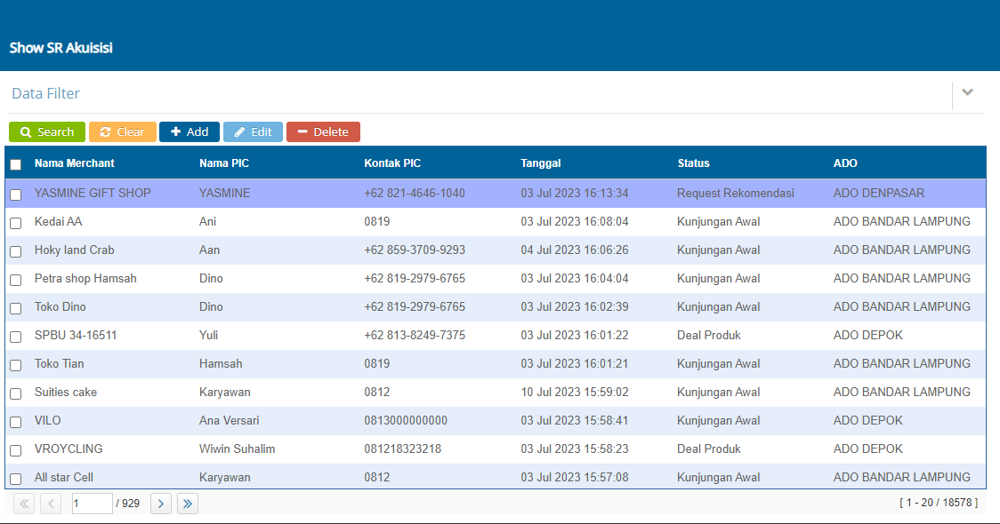 Show SR Akuisisi
Data Filter
Search Clear Add Edit Delete
Nama Merchant Nama PIC Kontak PIC Tanggal Status ADO
YASMINE GIFT SHOP YASMINE +62 821-4646-1040 03 Jul 2023 16:13:34 Request Rekomendasi ADO DENPASAR
Kedai AA Ani 0819 03 Jul 2023 16:08:04 Kunjungan Awal ADO BANDAR LAMPUNG
Hoky land Crab Aan +62 859-3709-9293 04 Jul 2023 16:06:26 Kunjungan Awal ADO BANDAR LAMPUNG
Petra shop Hamsah Dino +62 819-2979-6765 03 Jul 2023 16:04:04 Kunjungan Awal ADO BANDAR LAMPUNG
Toko Dino Dino +62 819-2979-6765 03 Jul 2023 16:02:39 Kunjungan Awal ADO BANDAR LAMPUNG
SPBU 34-16511 Yuli +62 813-8249-7375 03 Jul 2023 16:01:22 Deal Produk ADO DEPOK
Toko Tian Hamsah 0819 03 Jul 2023 16:01:21 Kunjungan Awal ADO BANDAR LAMPUNG
Suities cake Karyawan 0812 10 Jul 2023 15:59:02 Kunjungan Awal ADO BANDAR LAMPUNG
VILO Ana Versari 0813000000000 03 Jul 2023 15:58:41 Kunjungan Awal ADO DEPOK
VROYCLING Wiwin Suhalim 081218323218 03 Jul 2023 15:58:23 Deal Produk ADO DEPOK
All star Cell Karyawan 0812 03 Jul 2023 15:57:08 Kunjungan Awal ADO BANDAR LAMPUNG
1 / 929 [ 1 - 20 / 18578 ]